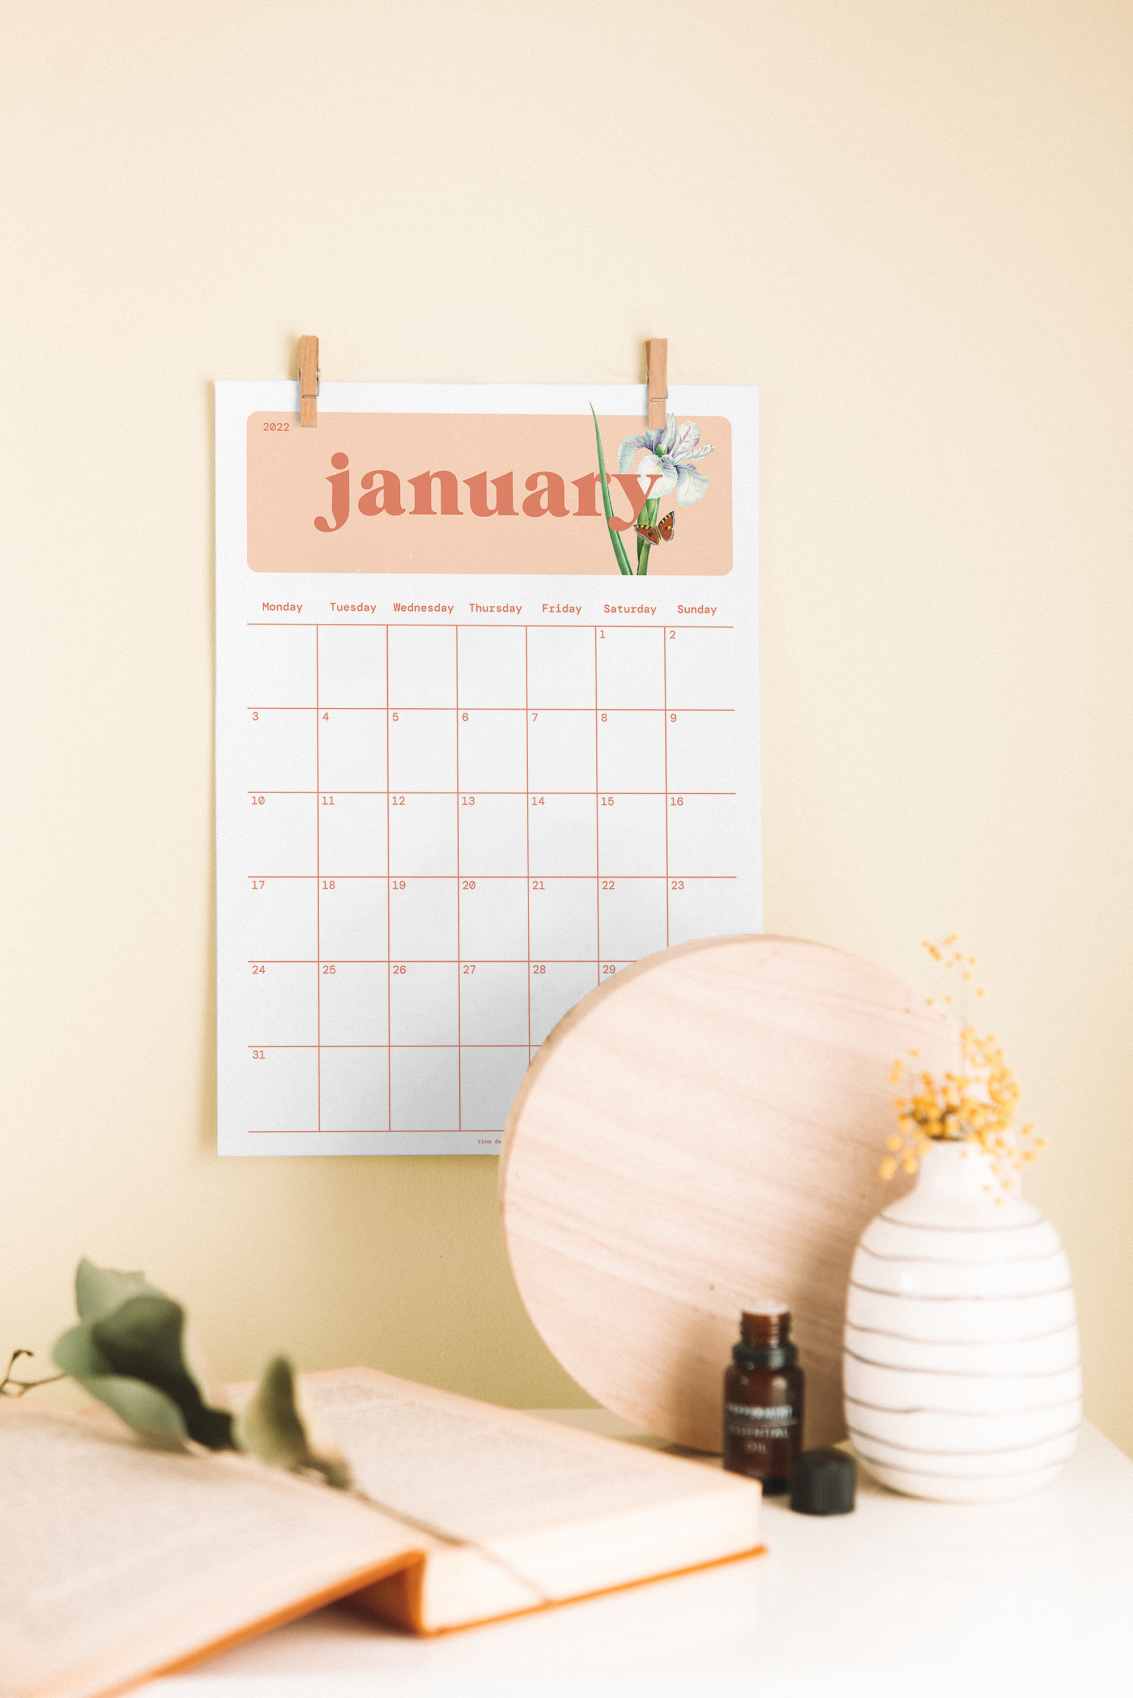 2022
january
Monday Tuesday Wednesday Thursday Friday Saturday Sunday
1 2
3 4 5 6 7 8 9
10 11 12 13 14 15 16
17 18 19 20 21 22 23
24 25 26 27 28 29
31
ESSENTIAL
OIL